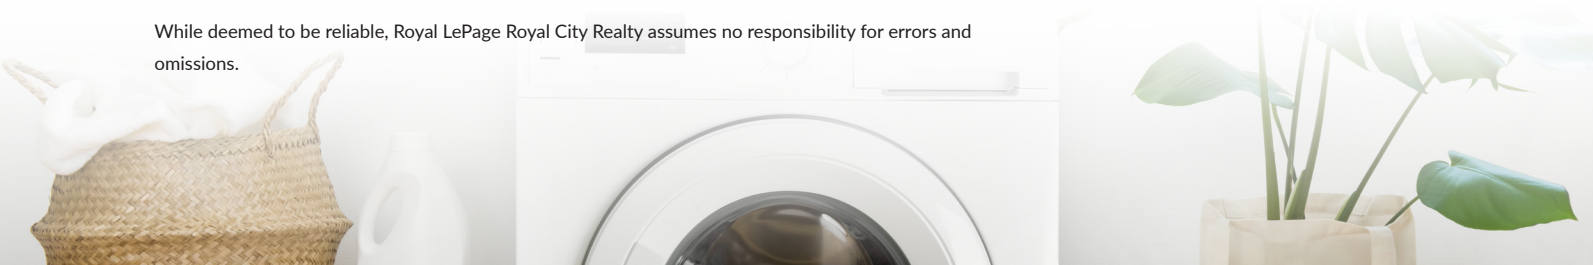 While deemed to be reliable, Royal LePage Royal City Realty assumes no responsibility for errors and
omissions.